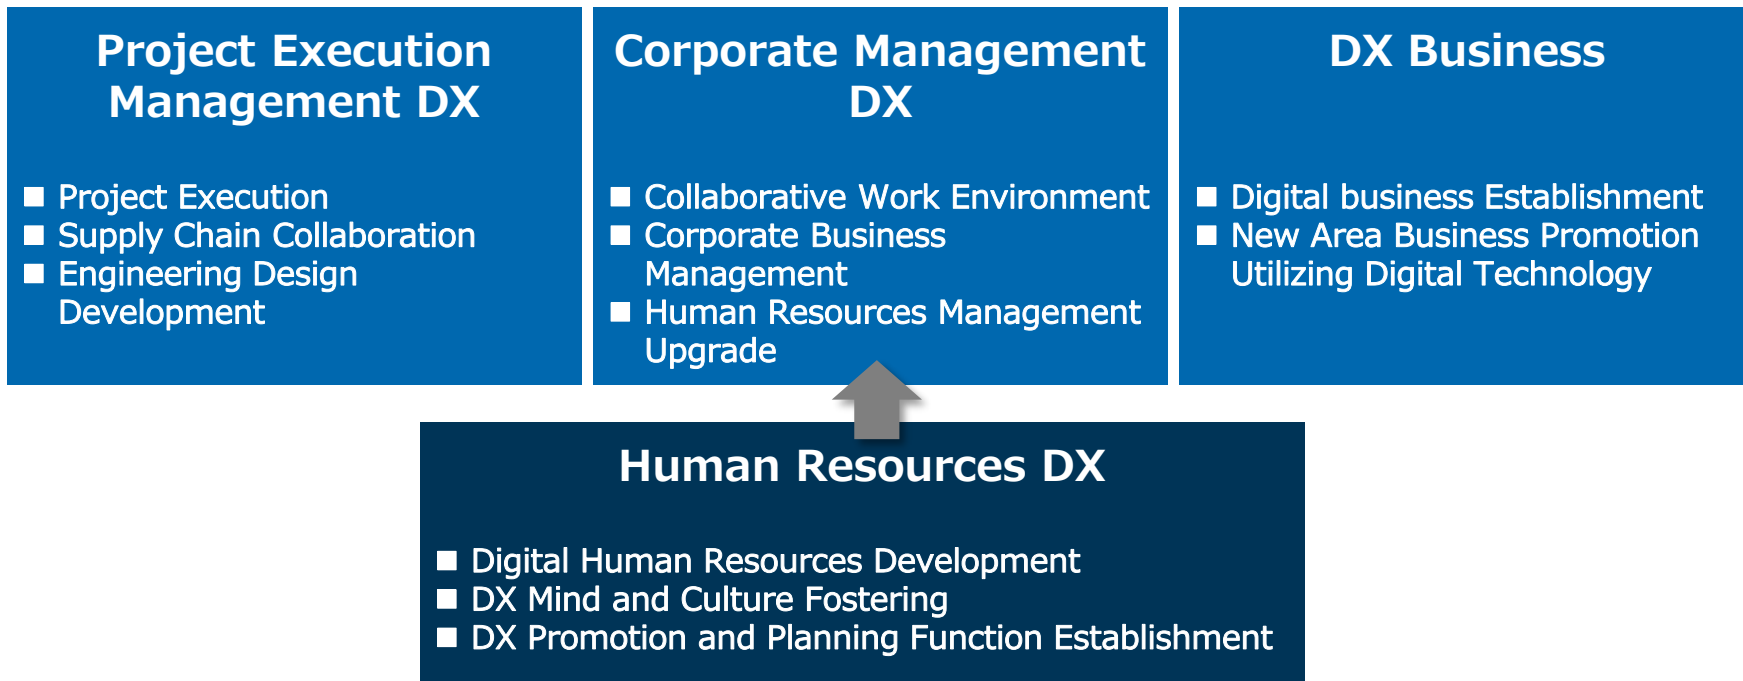 Project Execution
Management DX
■ Project Execution
■ Supply Chain Collaboration
■ Engineering Design
Development
Corporate Management
DX
■ Collaborative Work Environment
■ Corporate Business
Management
■ Human Resources Management
Upgrade
DX Business
■ Digital business Establishment
■ New Area Business Promotion
Utilizing Digital Technology
Human Resources DX
■ Digital Human Resources Development
■ DX Mind and Culture Fostering
■ DX Promotion and Planning Function Establishment